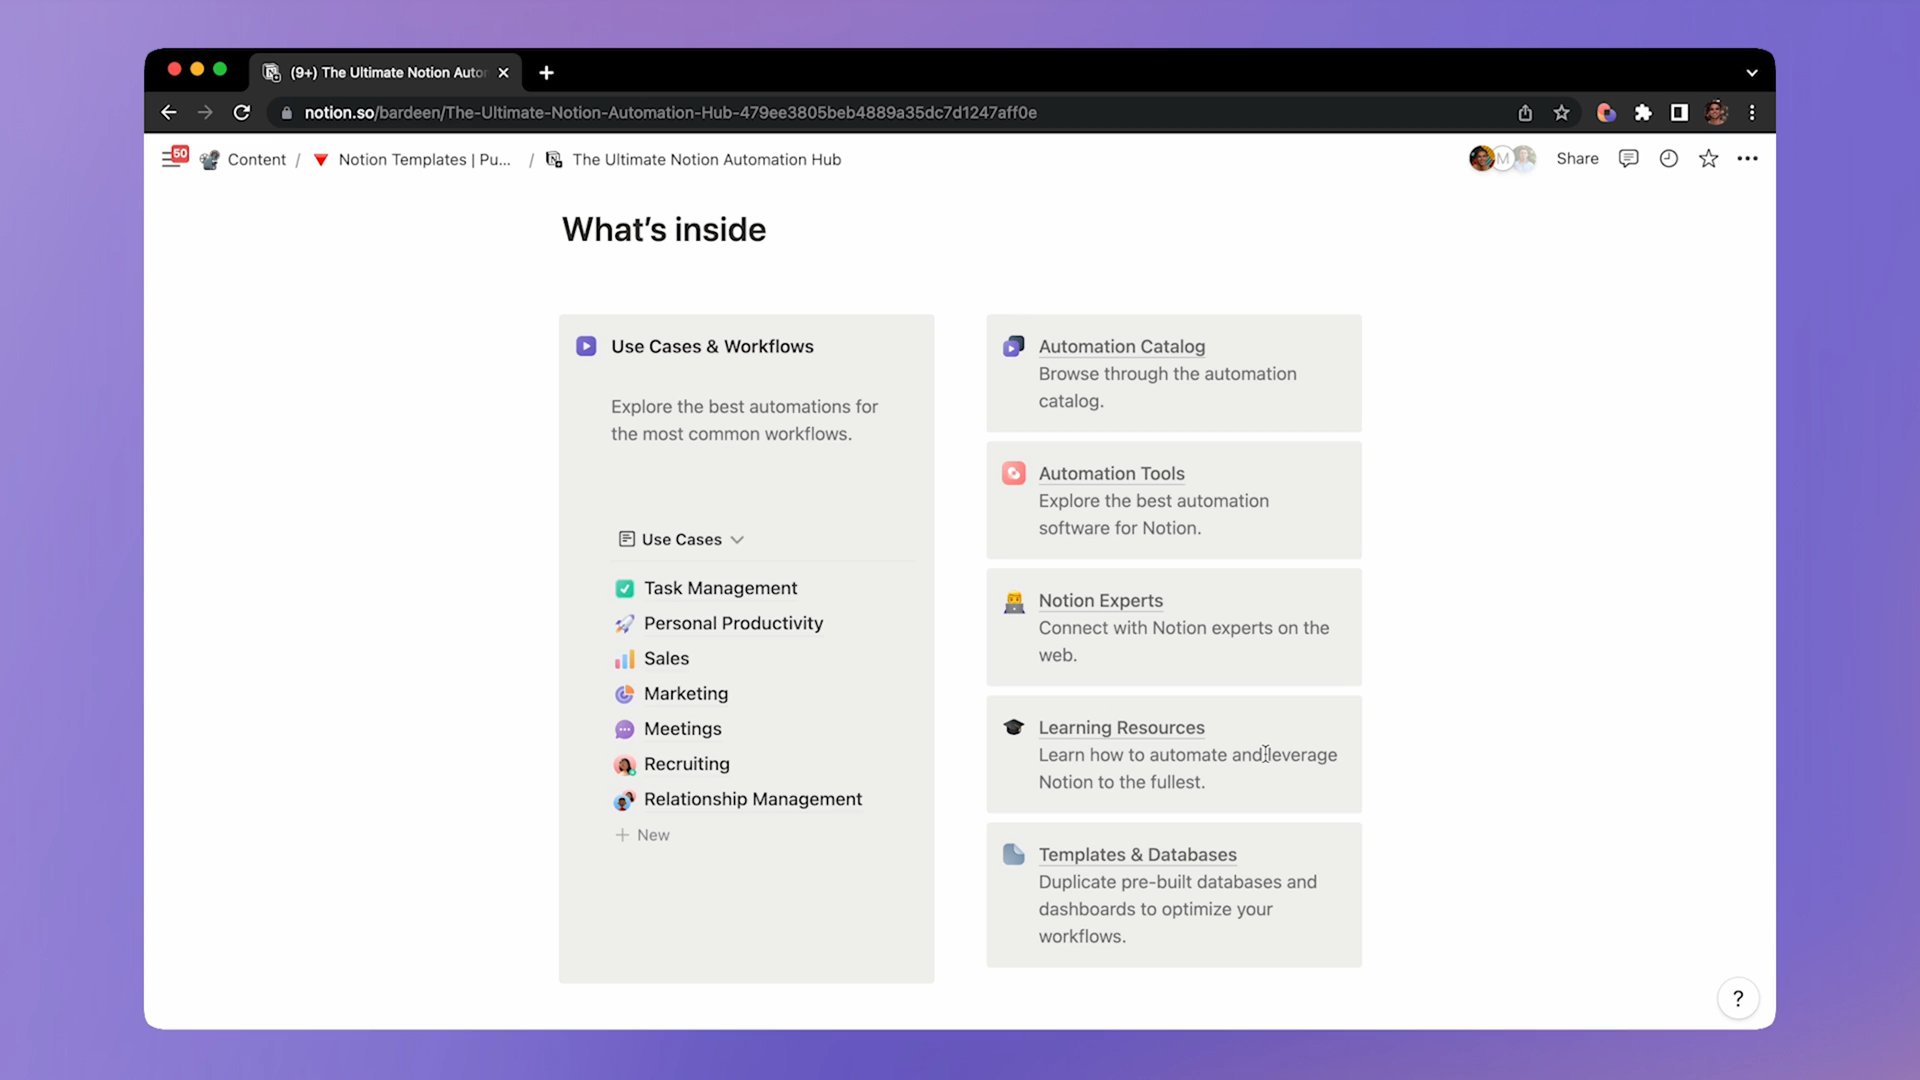 (9+) The Ultimate Notion Auto
notion.so/bardeen/The-Ultimate-Notion-Automation-Hub-479ee3805beb4889a35dc7d1247aff0e
50
Content / Notion Templates | Pu... / The Ultimate Notion Automation Hub
M
Share
What's inside
Use Cases & Workflows
Explore the best automations for
the most common workflows.
Use Cases
Task Management
Personal Productivity
Sales
Marketing
Meetings
Recruiting
Relationship Management
+ New
Automation Catalog
Browse through the automation
catalog.
Automation Tools
Explore the best automation
software for Notion.
Notion Experts
Connect with Notion experts on the
web.
Learning Resources
Learn how to automate and leverage
Notion to the fullest.
Templates & Databases
Duplicate pre-built databases and
dashboards to optimize your
workflows.
?